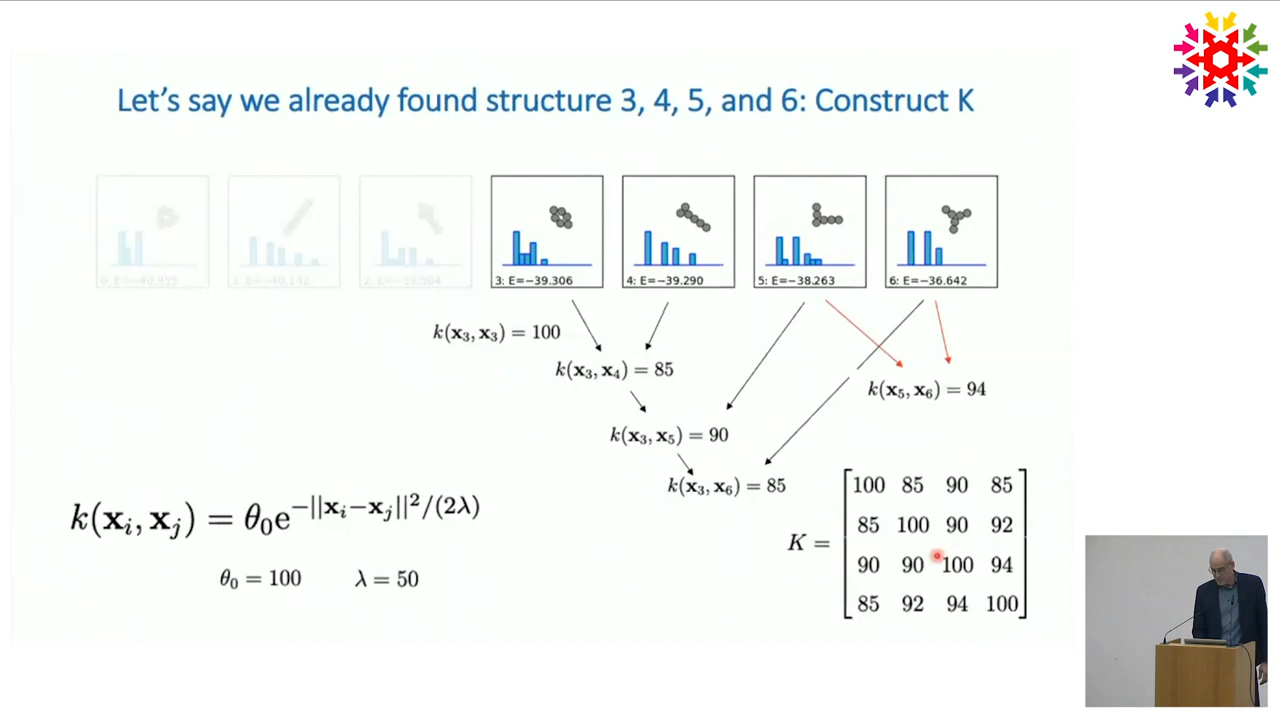 Let's say we already found structure 3, 4, 5, and 6: Construct K
3: E=−39.306
4: E=−39.290
5: E=−38.263
6: E=−36.642
k(x₃, x₃) = 100
k(x₃, x₄) = 85
k(x₅, x₆) = 94
k(x₃, x₅) = 90
k(x₃, x₆) = 85
k(xᵢ, xⱼ) = θ₀e^−||xᵢ−xⱼ||²/(2λ)
θ₀ = 100 λ = 50
K =
100 85 90 85
85 100 90 92
90 90 100 94
85 92 94 100